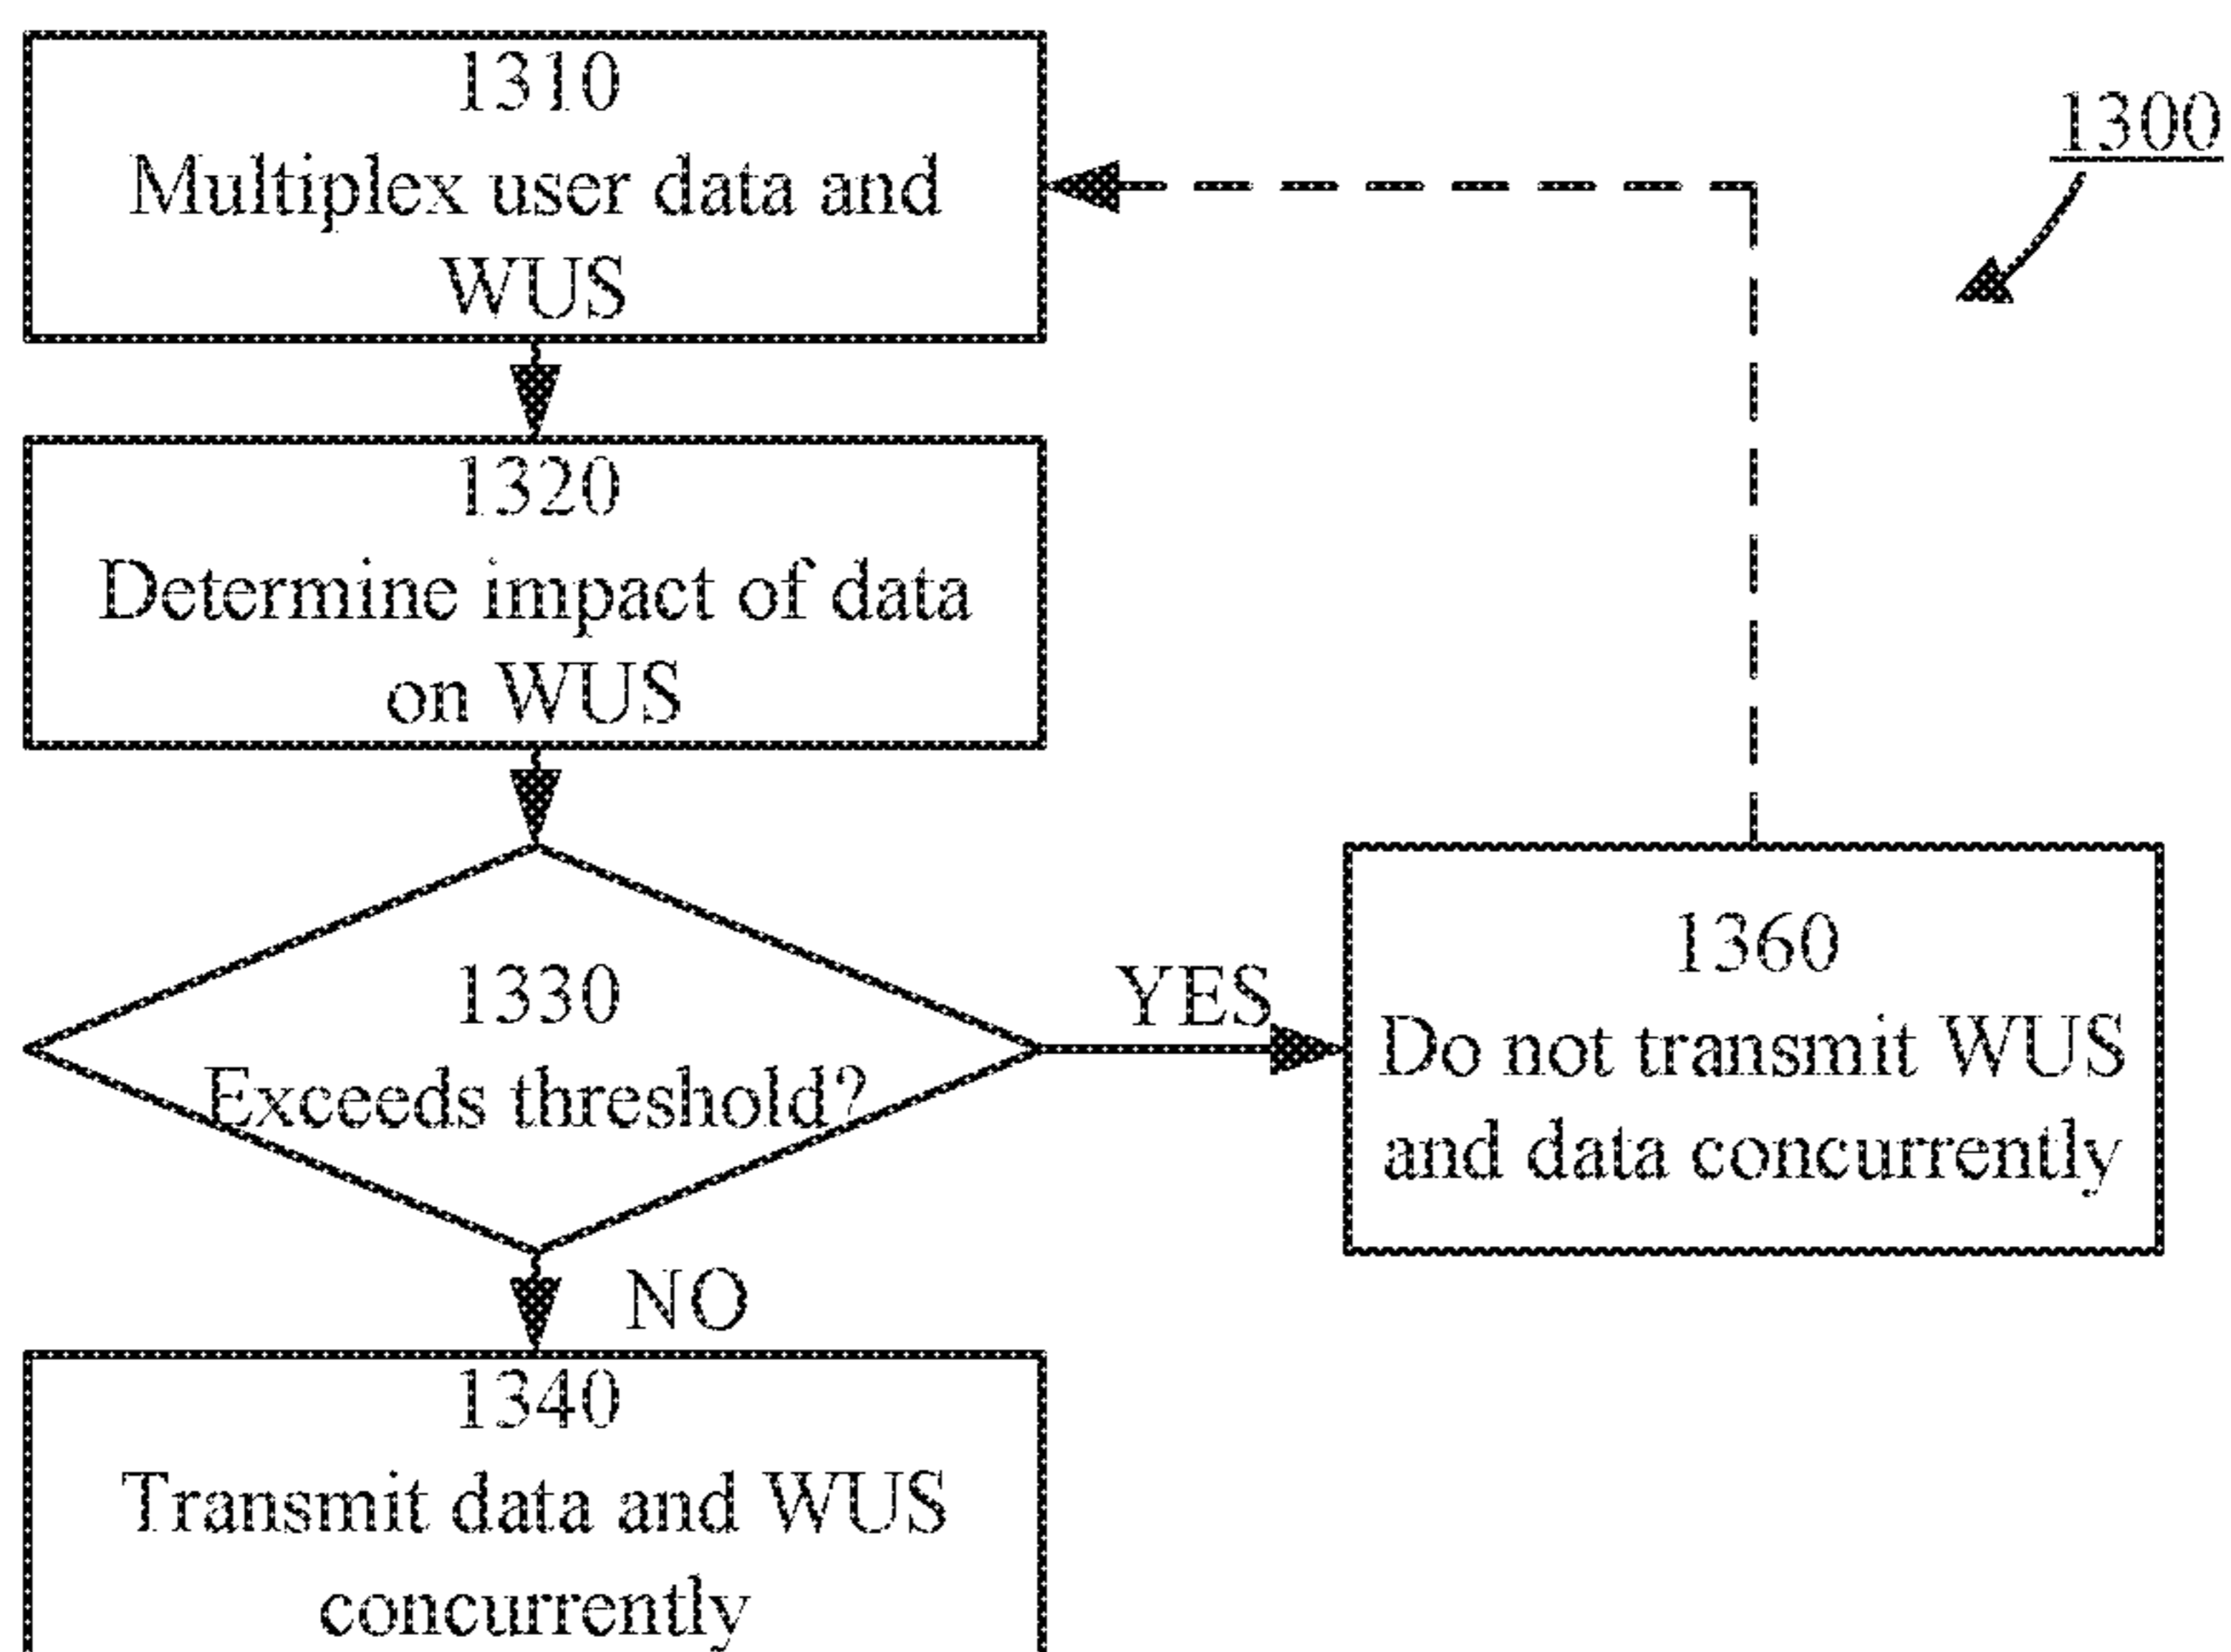 1310
Multiplex user data and
WUS
1300
1320
Determine impact of data
on WUS
1330
Exceeds threshold?
YES
1360
Do not transmit WUS
and data concurrently
NO
1340
Transmit data and WUS
concurrently